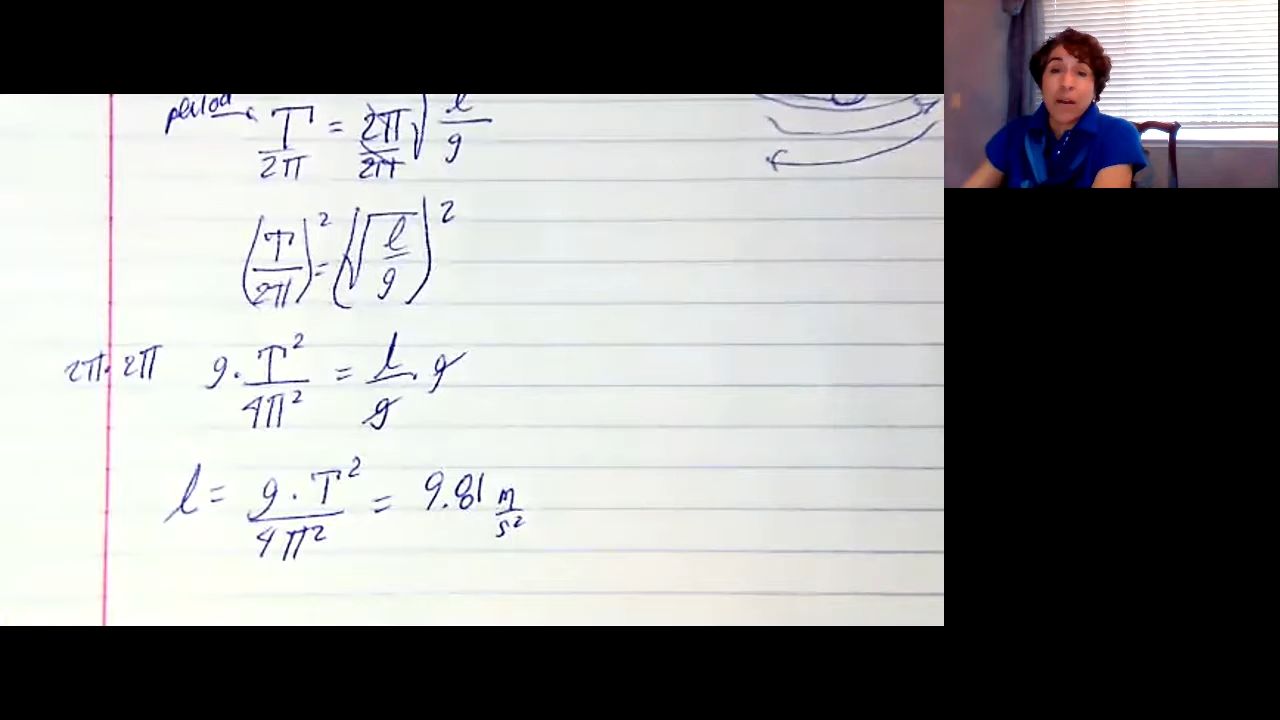 period T/2π = 2π/2π √(l/g)
(T/2π)² = (√(l/g))²
2π·2π g·T²/4π² = l/g·g
l = g·T²/4π² = 9.81 m/s²